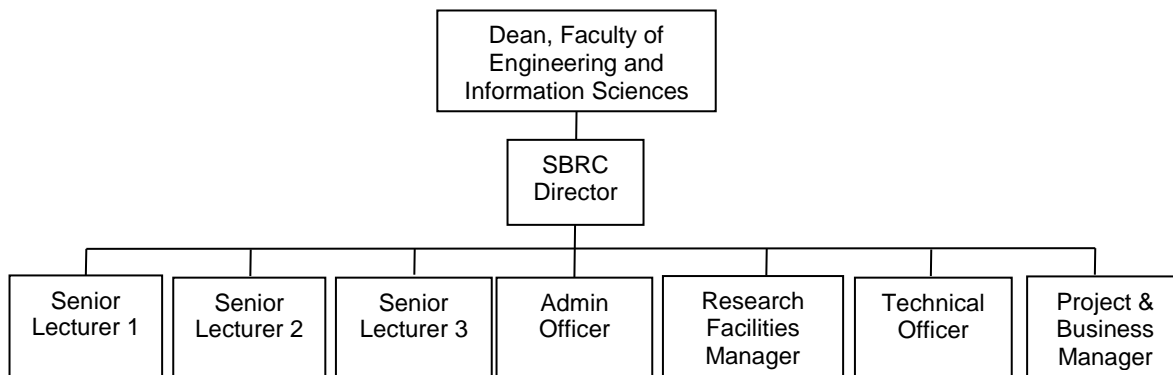 Dean, Faculty of
Engineering and
Information Sciences
SBRC
Director
Senior
Lecturer 1
Senior
Lecturer 2
Senior
Lecturer 3
Admin
Officer
Research
Facilities
Manager
Technical
Officer
Project &
Business
Manager